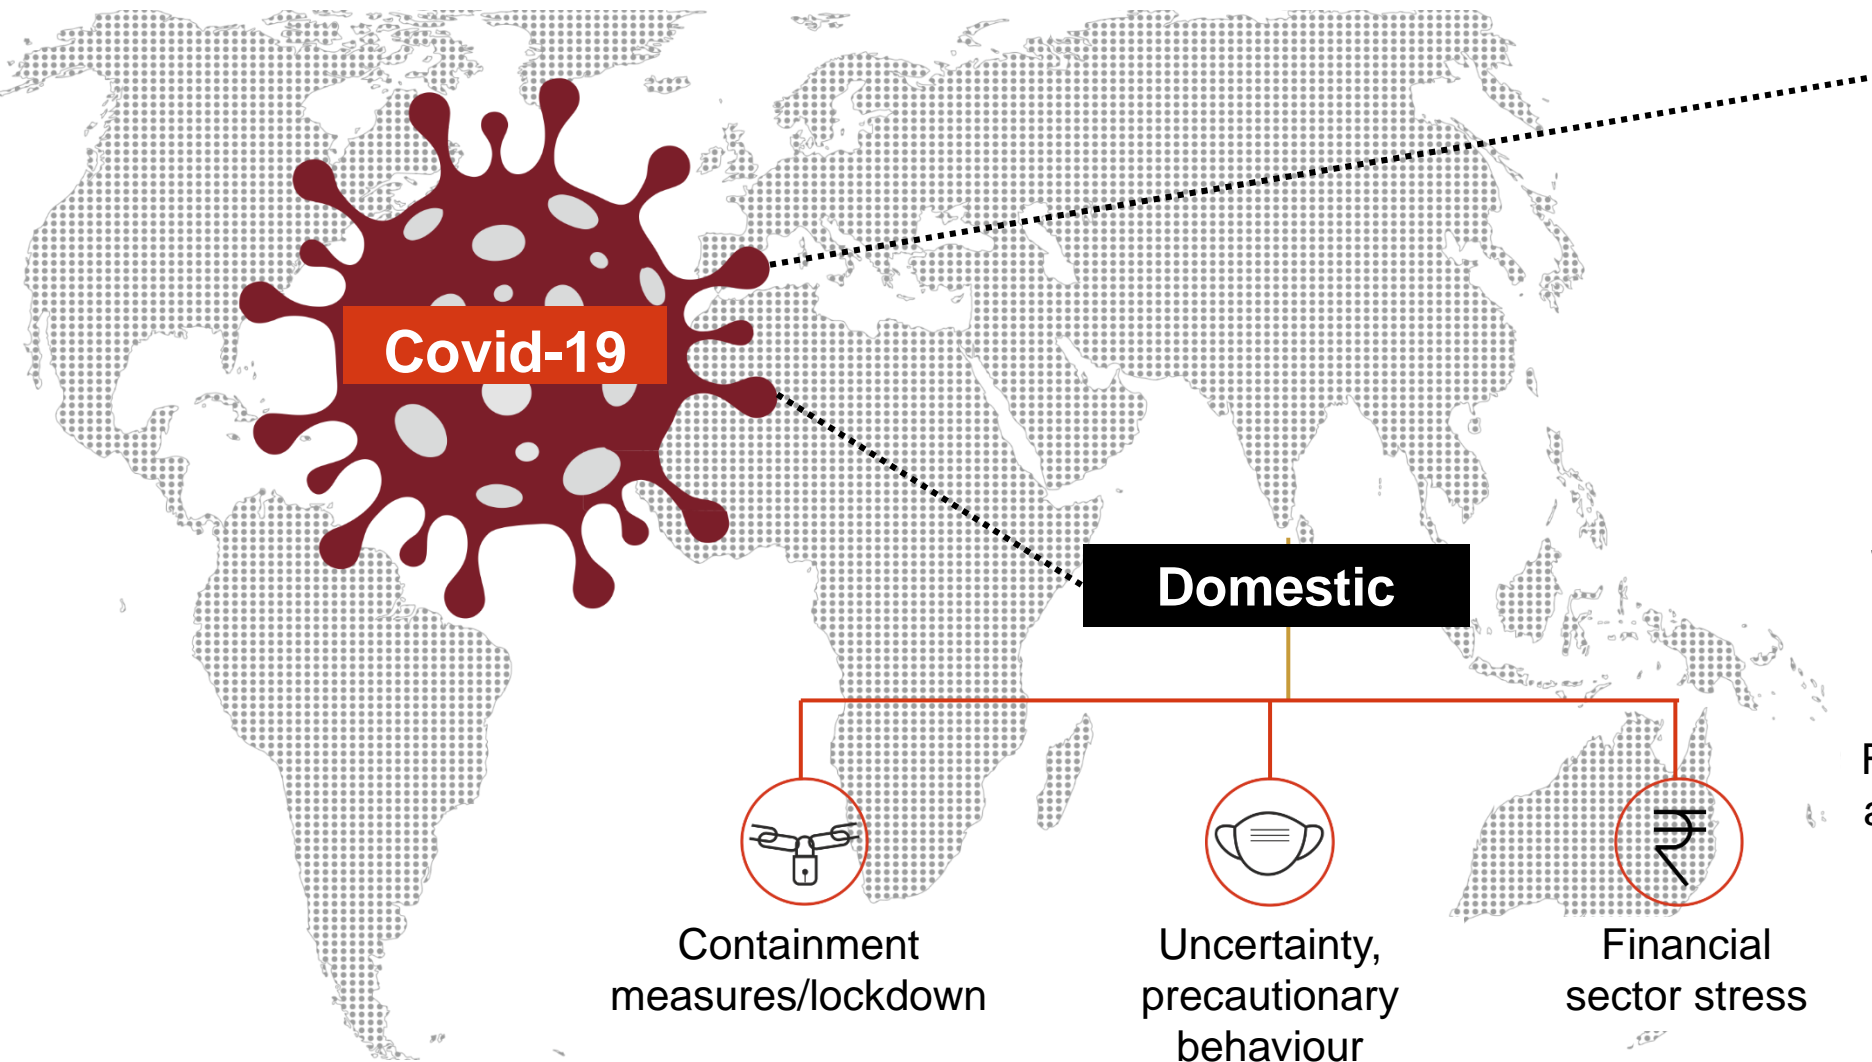 Covid-19
Domestic
Containment
measures/lockdown
Uncertainty,
precautionary
behaviour
Financial
sector stress